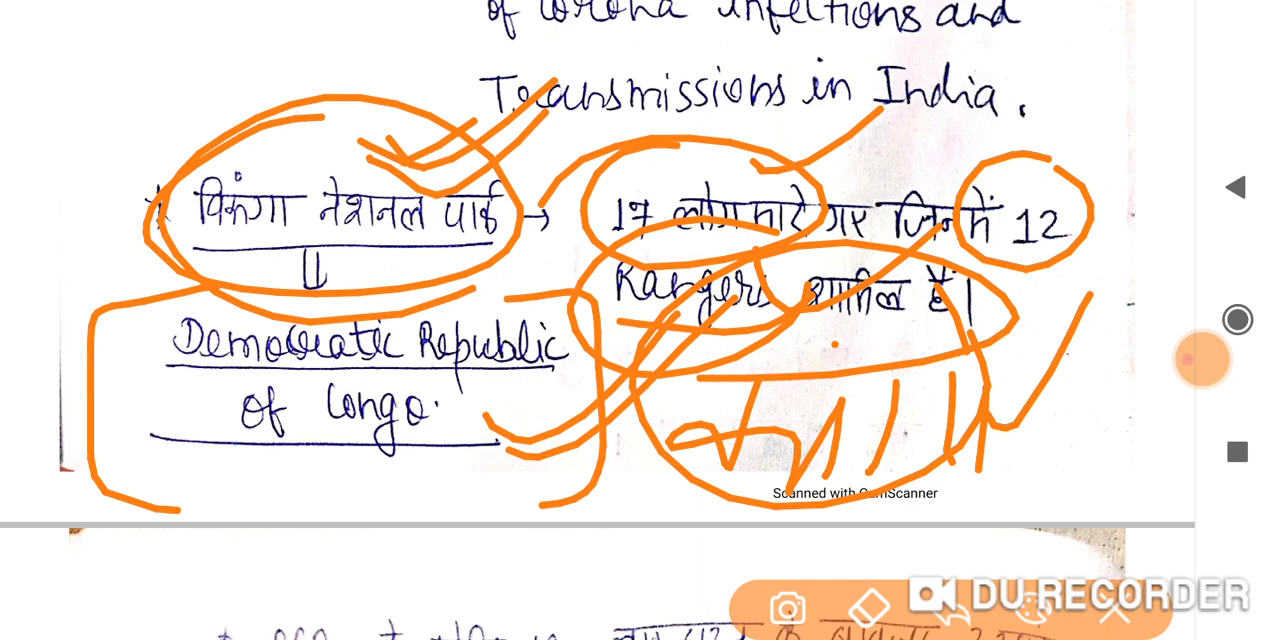 of corona infections and
Transmissions in India.
* विरूंगा नेशनल पार्क → 17 लोग मारे गए जिनमें 12
Rangers शामिल हैं।
Democratic Republic
of Congo.
Scanned with CamScanner
DU RECORDER